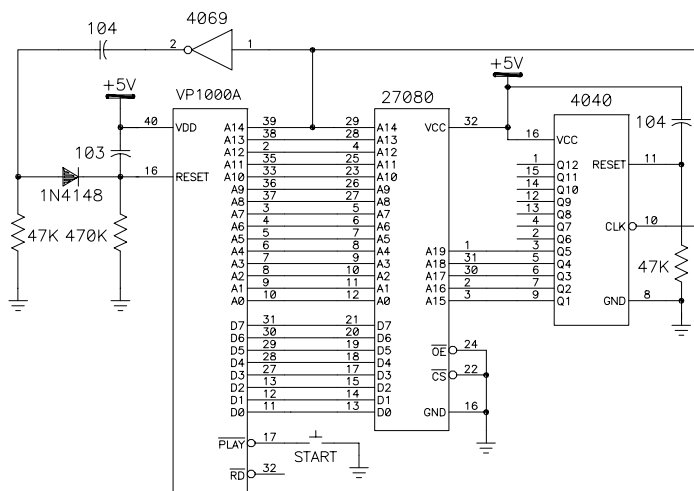 104 2 4069 1
VP1000A 27080 4040
+5V +5V
40 VDD A14 39 29 A14 VCC 32 16 VCC 104
A13 38 28 A13
103 A12 2 4 A12 1 Q12 RESET 11
16 RESET A11 35 25 A11 15 Q11
A10 33 23 A10 14 Q10
1N4148 A9 36 26 A9 12 Q9
A8 37 27 A8 13 Q8
A7 3 5 A7 4 Q7 CLK 10
A6 4 6 A6 2 Q6
47K 470K A5 5 7 A5 A19 1 3 Q5
A4 6 8 A4 A18 31 5 Q4 47K
A3 7 9 A3 A17 30 6 Q3
A2 8 10 A2 A16 2 7 Q2
A1 9 11 A1 A15 3 9 Q1 GND 8
A0 10 12 A0
D7 31 21 D7
D6 30 20 D6
D5 29 19 D5 OE 24
D4 28 18 D4
D3 27 17 D3 CS 22
D2 13 15 D2
D1 12 14 D1
D0 11 13 D0 GND 16
PLAY 17
START
RD 32